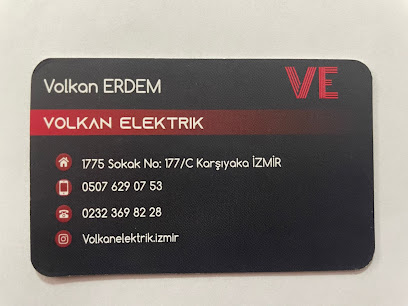 Volkan ERDEM
VE
VOLKAN ELEKTRIK
1775 Sokak No: 177/C Karşıyaka İZMİR
0507 629 07 53
0232 369 82 28
Volkanelektrik.izmir